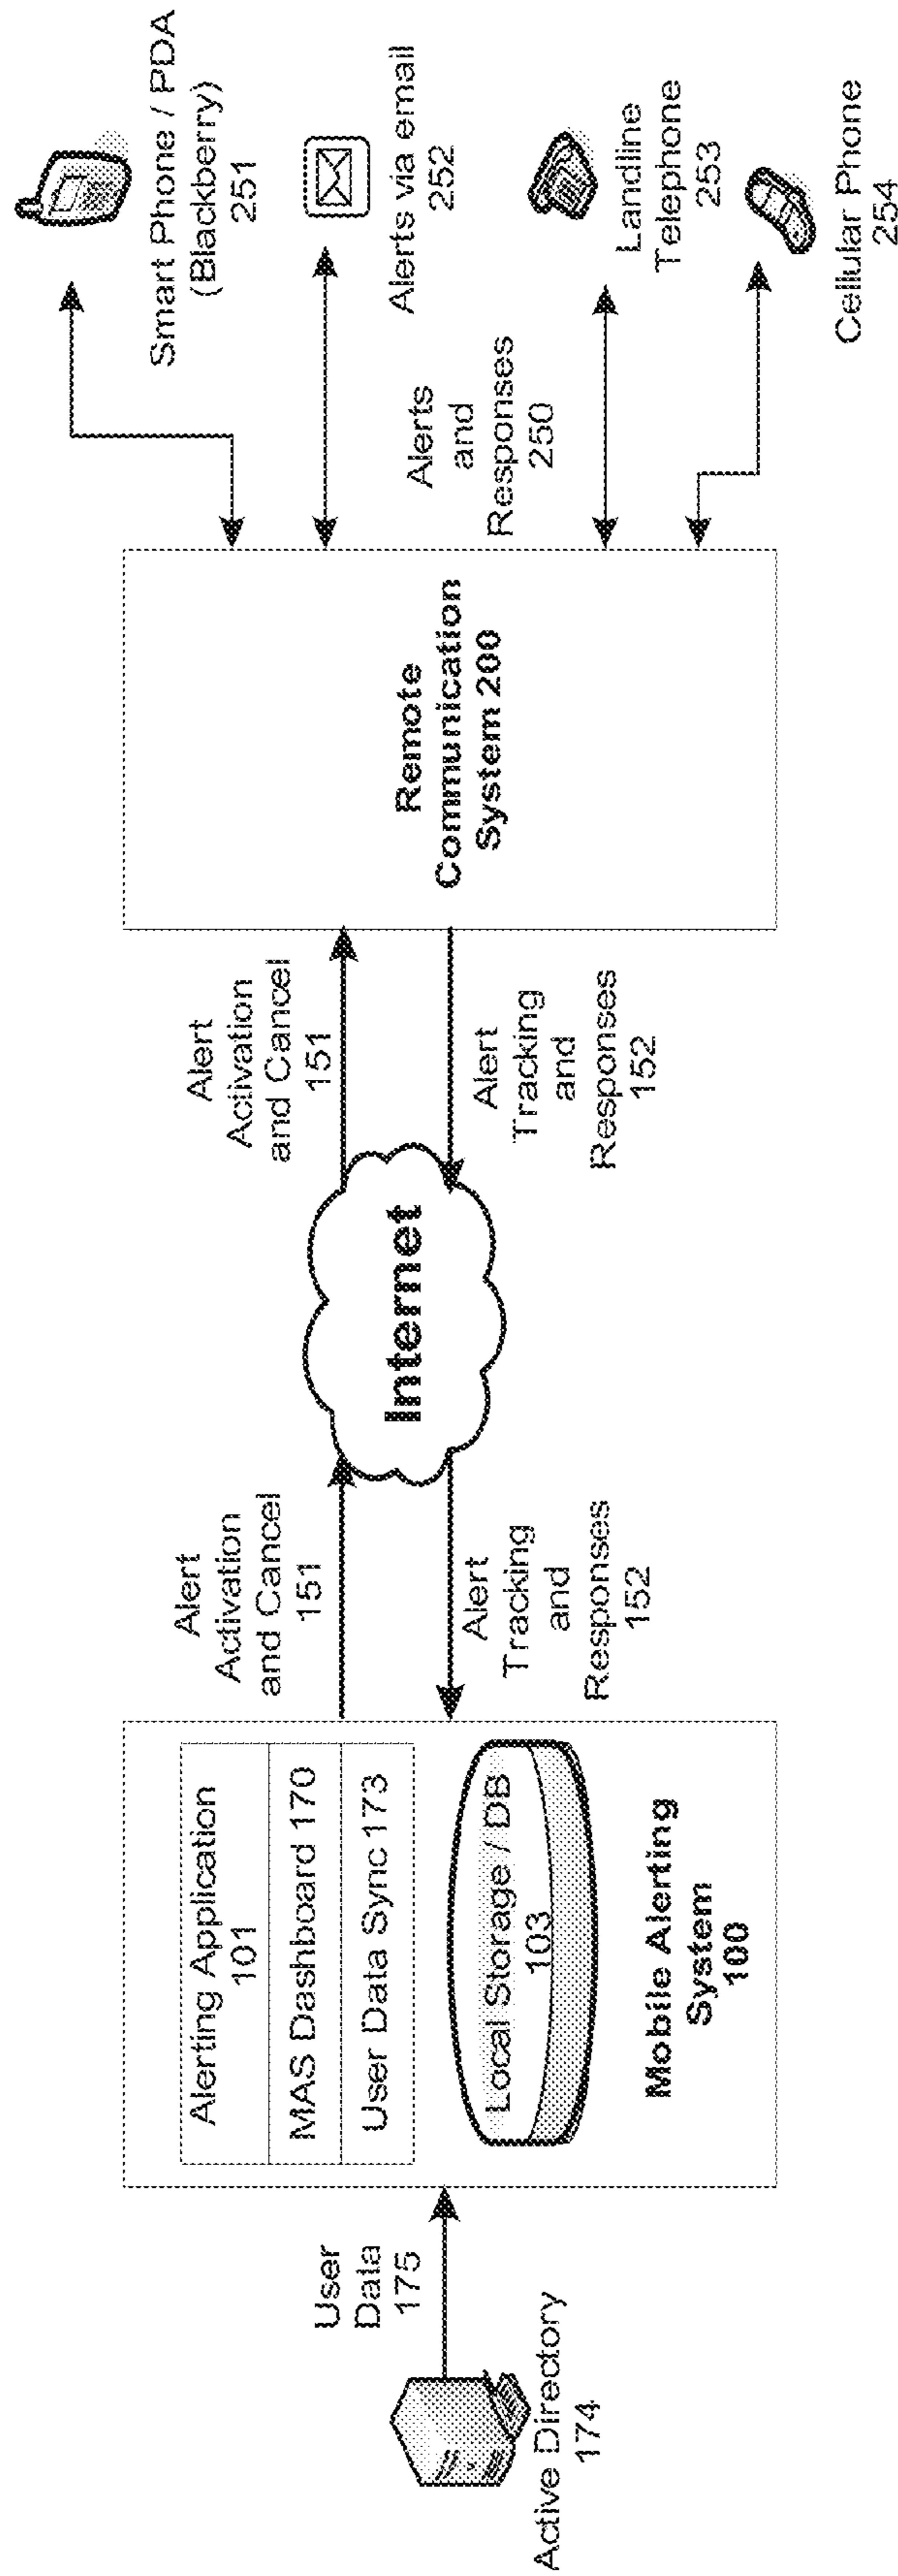 Active Directory
174
User
Data
175
Alerting Application
101
MAS Dashboard 170
User Data Sync 173
Local Storage / DB
103
Mobile Alerting
System
100
Alert
Activation
and Cancel
151
Alert
Tracking
and
Responses
152
Internet
Alert
Activation
and Cancel
151
Alert
Tracking
and
Responses
152
Remote
Communication
System 200
Alerts
and
Responses
250
Smart Phone / PDA
(Blackberry)
251
Alerts via email
252
Landline
Telephone
253
Cellular Phone
254